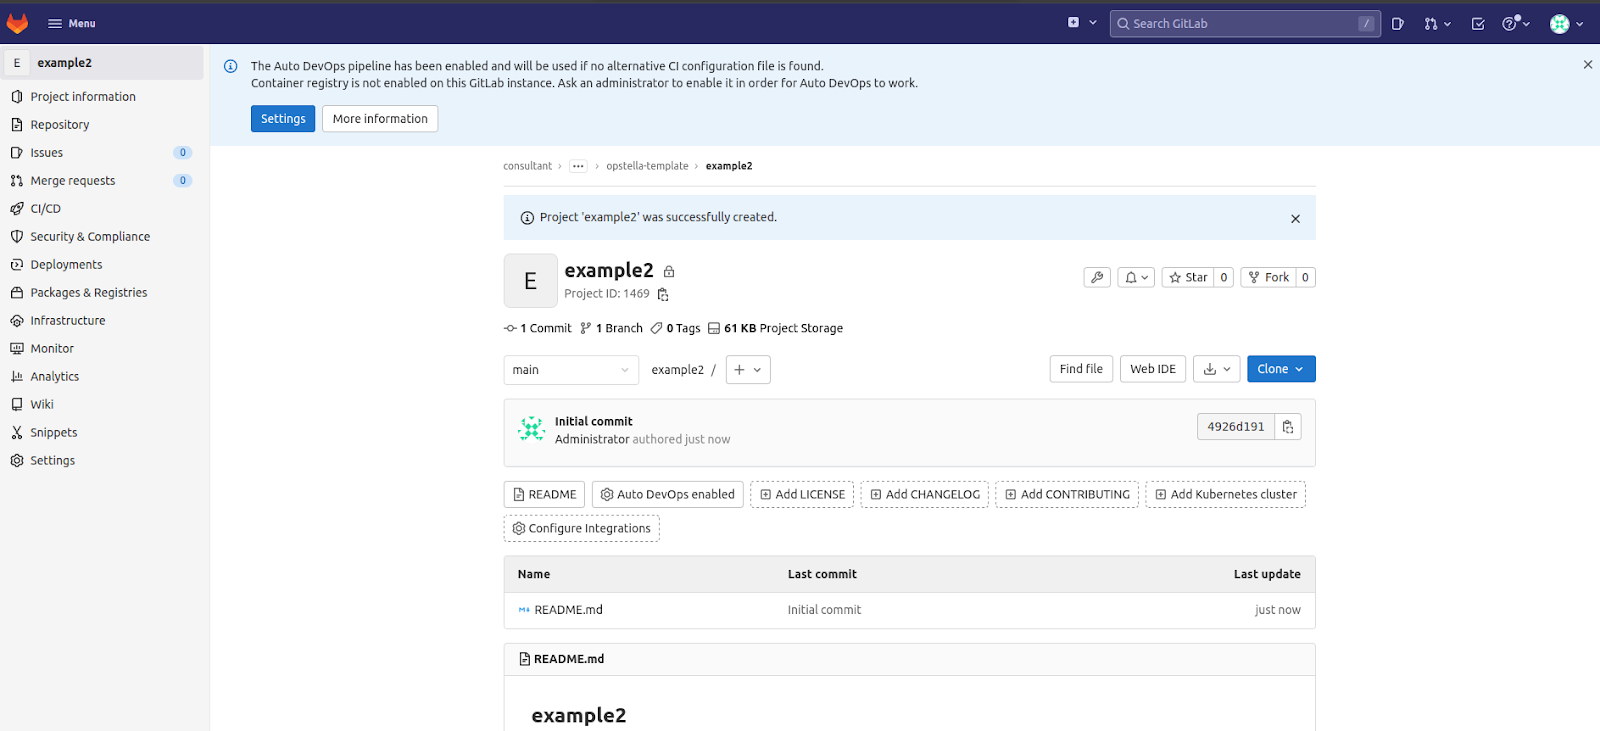 Menu
Search GitLab
/
E example2
Project information
Repository
Issues 0
Merge requests 0
CI/CD
Security & Compliance
Deployments
Packages & Registries
Infrastructure
Monitor
Analytics
Wiki
Snippets
Settings
The Auto DevOps pipeline has been enabled and will be used if no alternative CI configuration file is found.
Container registry is not enabled on this GitLab instance. Ask an administrator to enable it in order for Auto DevOps to work.
Settings More information
consultant › ... › opstella-template › example2
Project 'example2' was successfully created.
E
example2
Project ID: 1469
Star 0 Fork 0
1 Commit 1 Branch 0 Tags 61 KB Project Storage
main example2 / + Find file Web IDE Clone
Initial commit
Administrator authored just now
4926d191
README Auto DevOps enabled Add LICENSE Add CHANGELOG Add CONTRIBUTING Add Kubernetes cluster
Configure Integrations
Name Last commit Last update
README.md Initial commit just now
README.md
example2